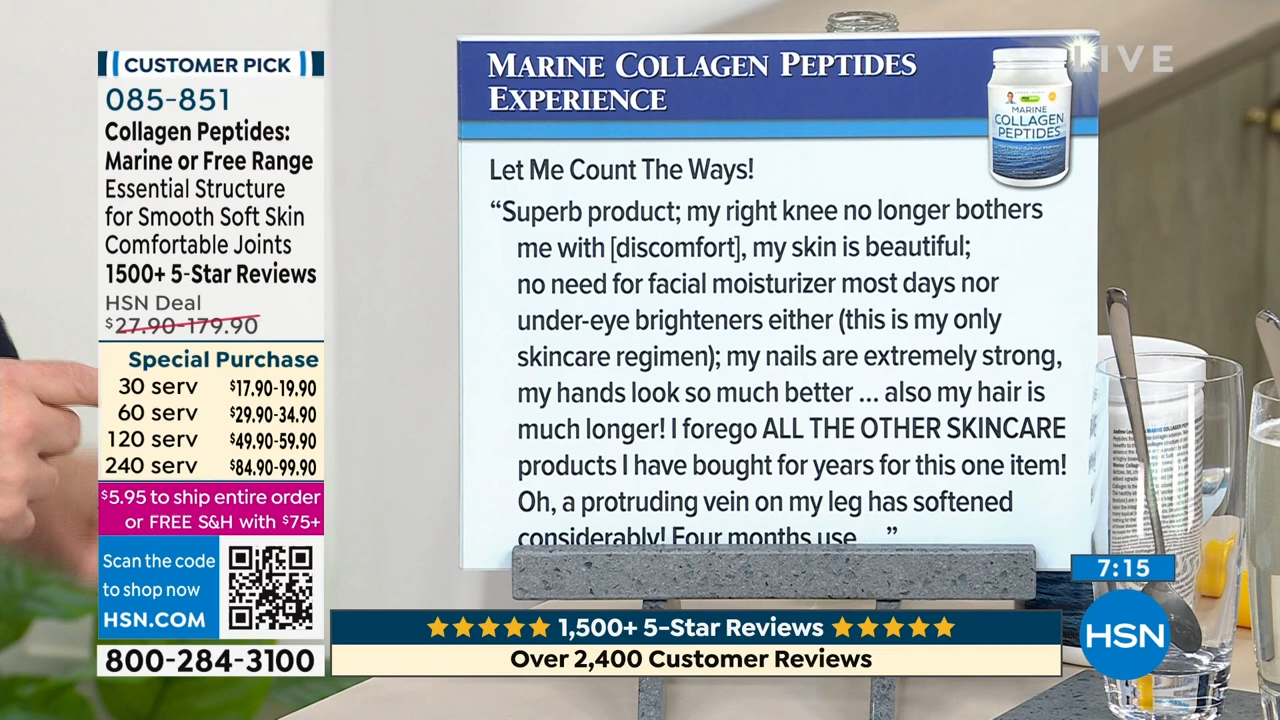 CUSTOMER PICK
085-851
Collagen Peptides:
Marine or Free Range
Essential Structure
for Smooth Soft Skin
Comfortable Joints
1500+ 5-Star Reviews
HSN Deal
$27.90-179.90
Special Purchase
30 serv $17.90-19.90
60 serv $29.90-34.90
120 serv $49.90-59.90
240 serv $84.90-99.90
$5.95 to ship entire order
or FREE S&H with $75+
Scan the code
to shop now
HSN.COM
800-284-3100
MARINE COLLAGEN PEPTIDES
EXPERIENCE
MARINE
COLLAGEN
PEPTIDES
LIVE
Let Me Count The Ways!
“Superb product; my right knee no longer bothers
me with [discomfort], my skin is beautiful;
no need for facial moisturizer most days nor
under-eye brighteners either (this is my only
skincare regimen); my nails are extremely strong,
my hands look so much better ... also my hair is
much longer! I forego ALL THE OTHER SKINCARE
products I have bought for years for this one item!
Oh, a protruding vein on my leg has softened
considerably! Four months use ”
7:15
HSN
1,500+ 5-Star Reviews
Over 2,400 Customer Reviews